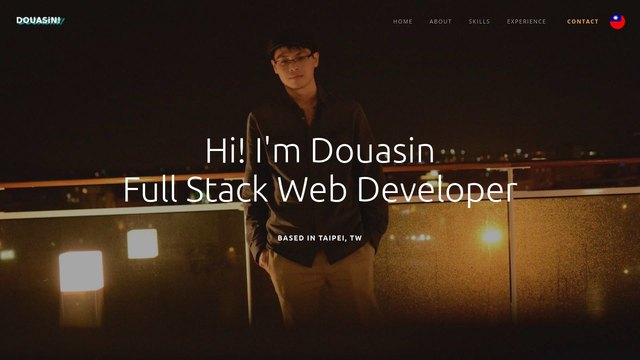 DOUASiN!
HOME ABOUT SKILLS EXPERIENCE CONTACT
Hi! I'm Douasin
Full Stack Web Developer
BASED IN TAIPEI, TW